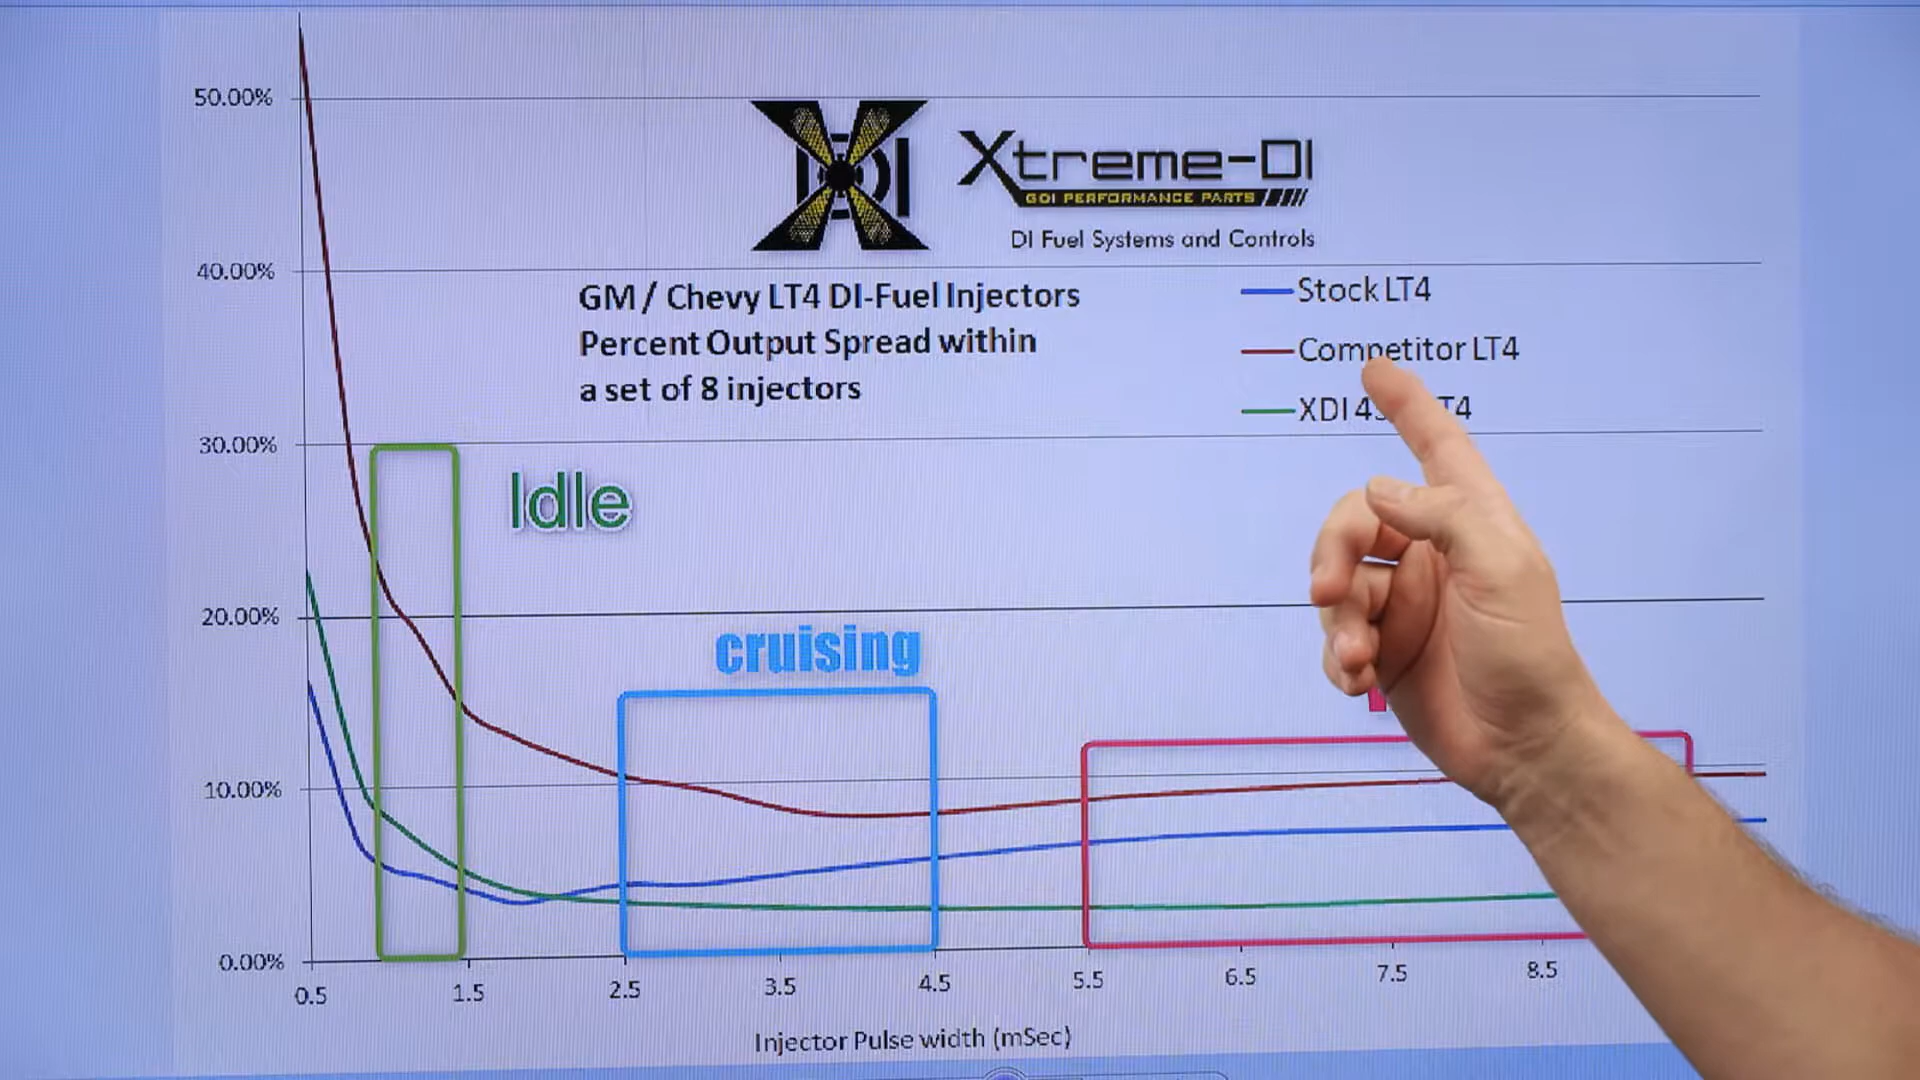 50.00%
40.00%
30.00%
20.00%
10.00%
0.00%
DI
Xtreme-DI
GDI PERFORMANCE PARTS
DI Fuel Systems and Controls
GM / Chevy LT4 DI-Fuel Injectors
Percent Output Spread within
a set of 8 injectors
Stock LT4
Competitor LT4
XDI
Idle
cruising
0.5 1.5 2.5 3.5 4.5 5.5 6.5 7.5 8.5
Injector Pulse width (mSec)